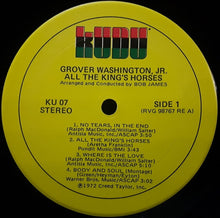 KUDU
GROVER WASHINGTON, JR.
ALL THE KING'S HORSES
Arranged and Conducted by BOB JAMES
KU 07
STEREO
SIDE 1
(RVG 98767 RE A)
1. NO TEARS, IN THE END
(Ralph MacDonald/William Salter)
Antisia Music, Inc./ASCAP 3:50
2. ALL THE KING'S HORSES
(Aretha Franklin)
Pundit Music/BMI 3:43
3. WHERE IS THE LOVE
(Ralph MacDonald/William Salter)
Antisia Music, Inc./ASCAP 5:10
4. BODY AND SOUL (Montage)
(Green/Heyman/Eyton)
Warner Bros. Music/ASCAP 4:02
℗ 1972 Creed Taylor, Inc.